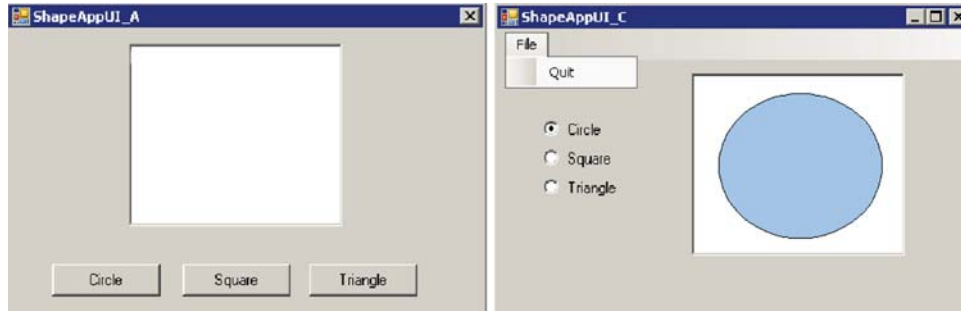 ShapeAppUI_A
Circle
Square
Triangle
ShapeAppUI_C
File
Quit
Circle
Square
Triangle